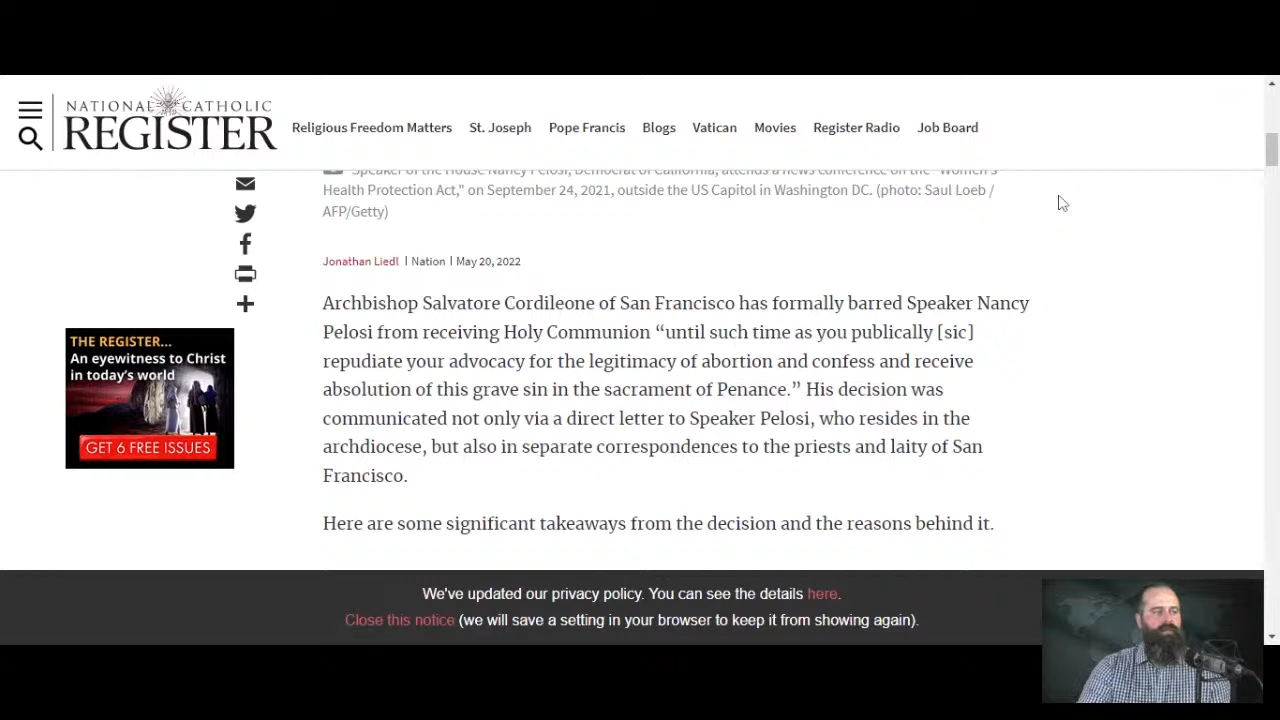 NATIONAL CATHOLIC
REGISTER
Religious Freedom Matters St. Joseph Pope Francis Blogs Vatican Movies Register Radio Job Board
Speaker of the House Nancy Pelosi, Democrat of California, attends a news conference on the "Women's
Health Protection Act," on September 24, 2021, outside the US Capitol in Washington DC. (photo: Saul Loeb /
AFP/Getty)
Jonathan Liedl | Nation | May 20, 2022
Archbishop Salvatore Cordileone of San Francisco has formally barred Speaker Nancy
Pelosi from receiving Holy Communion “until such time as you publically [sic]
repudiate your advocacy for the legitimacy of abortion and confess and receive
absolution of this grave sin in the sacrament of Penance.” His decision was
communicated not only via a direct letter to Speaker Pelosi, who resides in the
archdiocese, but also in separate correspondences to the priests and laity of San
Francisco.
Here are some significant takeaways from the decision and the reasons behind it.
THE REGISTER...
An eyewitness to Christ
in today's world
GET 6 FREE ISSUES
We've updated our privacy policy. You can see the details here.
Close this notice (we will save a setting in your browser to keep it from showing again).